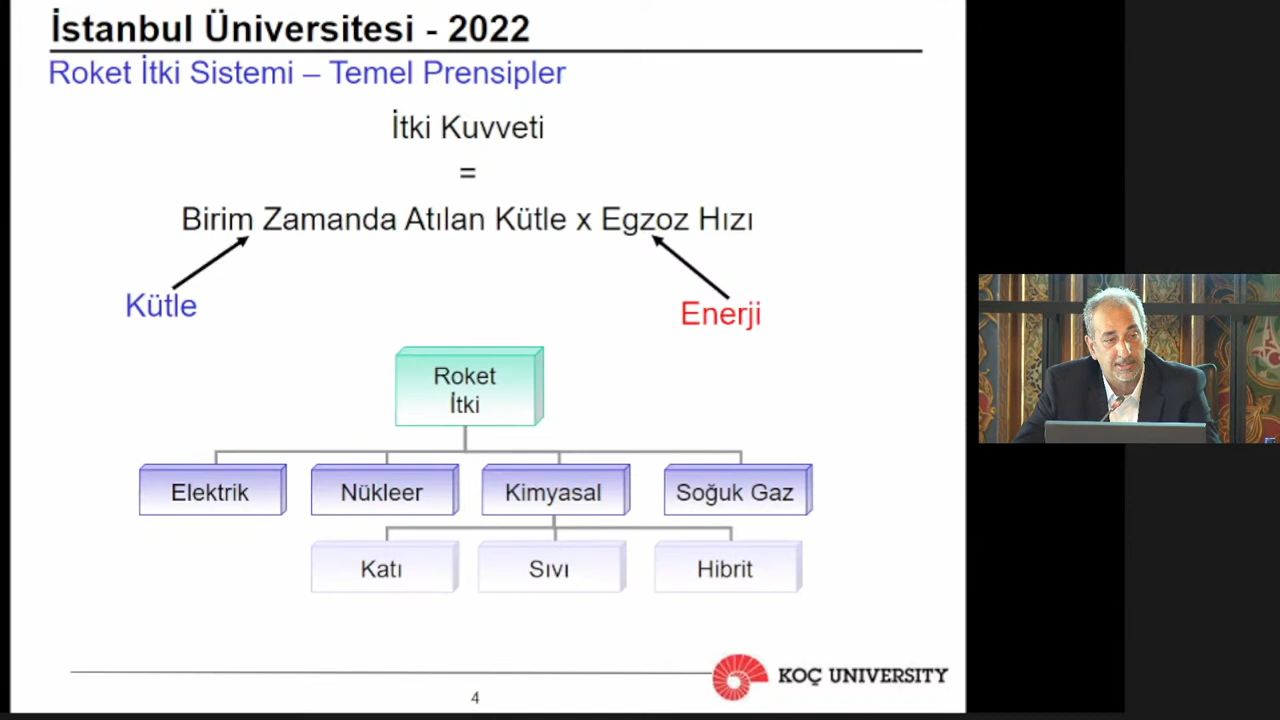 İstanbul Üniversitesi - 2022
Roket İtki Sistemi – Temel Prensipler
İtki Kuvveti
=
Birim Zamanda Atılan Kütle x Egzoz Hızı
Kütle
Enerji
Roket
İtki
Elektrik
Nükleer
Kimyasal
Soğuk Gaz
Katı
Sıvı
Hibrit
KOÇ UNIVERSITY
4